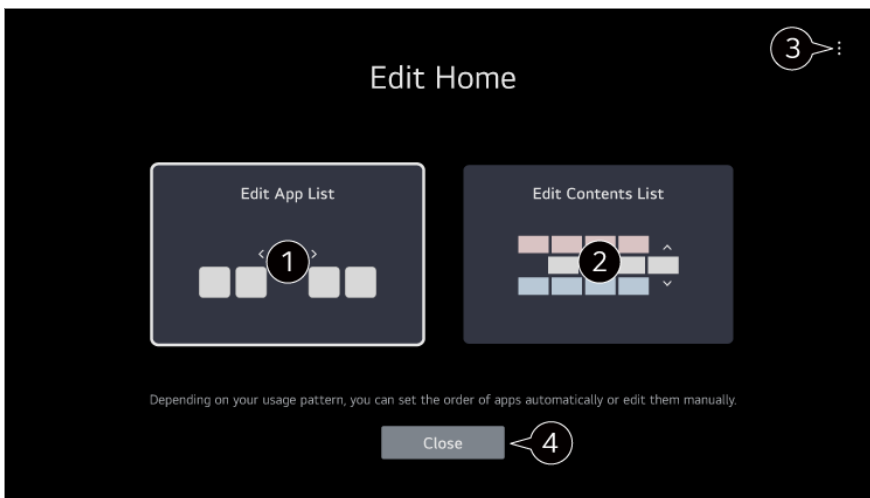 3
Edit Home
Edit App List
Edit Contents List
1
2
Depending on your usage pattern, you can set the order of apps automatically or edit them manually.
Close
4